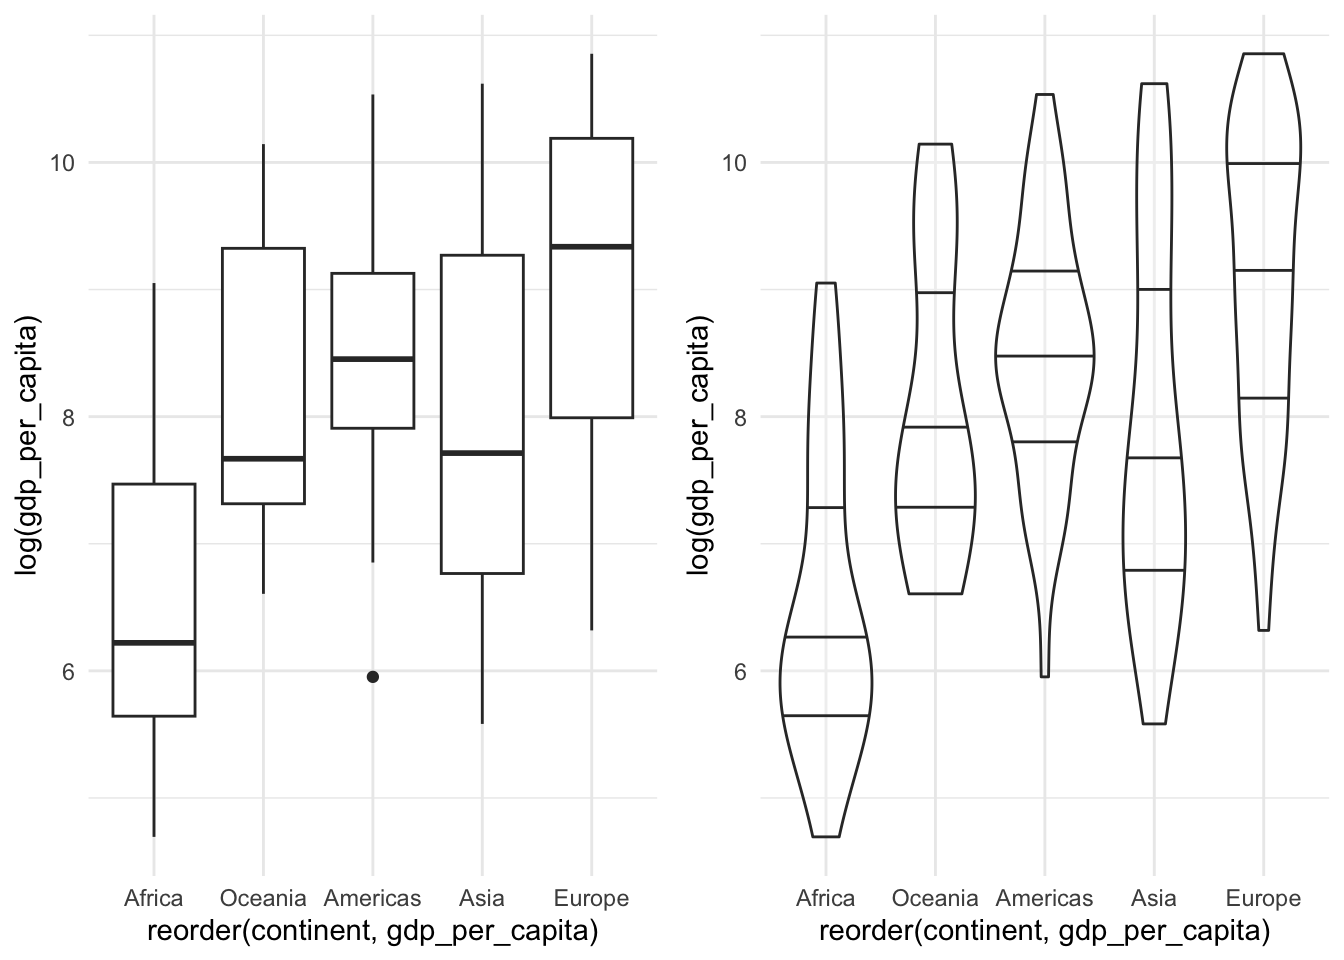 log(gdp_per_capita)
10
8
6
Africa Oceania Americas Asia Europe
reorder(continent, gdp_per_capita)
log(gdp_per_capita)
10
8
6
Africa Oceania Americas Asia Europe
reorder(continent, gdp_per_capita)